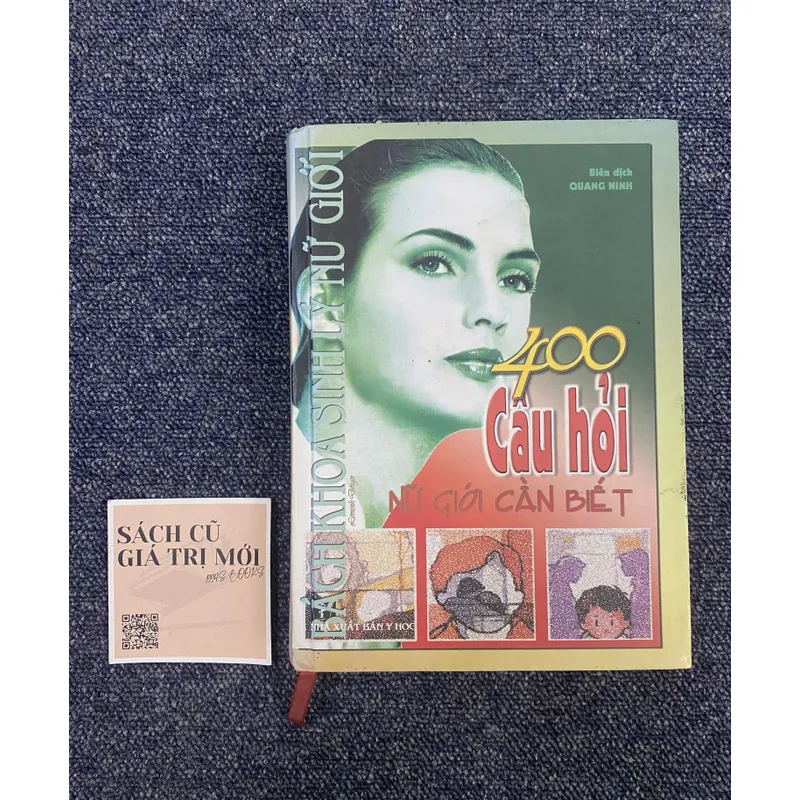 BÁCH KHOA SINH LÝ NỮ GIỚI
Biên dịch
QUANG NINH
400
Câu hỏi
NỮ GIỚI CẦN BIẾT
NHÀ XUẤT BẢN Y HỌC
SÁCH CŨ
GIÁ TRỊ MỚI